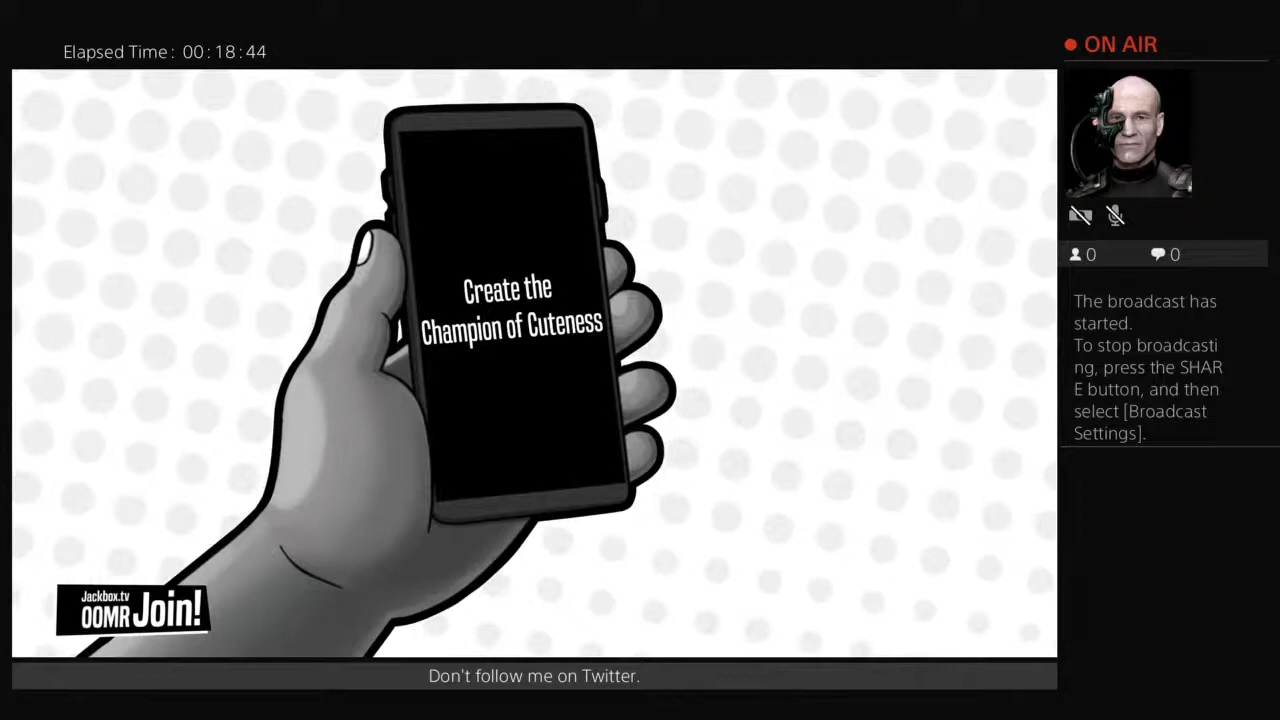 Elapsed Time: 00:18:44
ON AIR
Create the
Champion of Cuteness
0
0
The broadcast has
started.
To stop broadcasti
ng, press the SHAR
E button, and then
select [Broadcast
Settings].
Jackbox.tv
OOMR Join!
Don't follow me on Twitter.